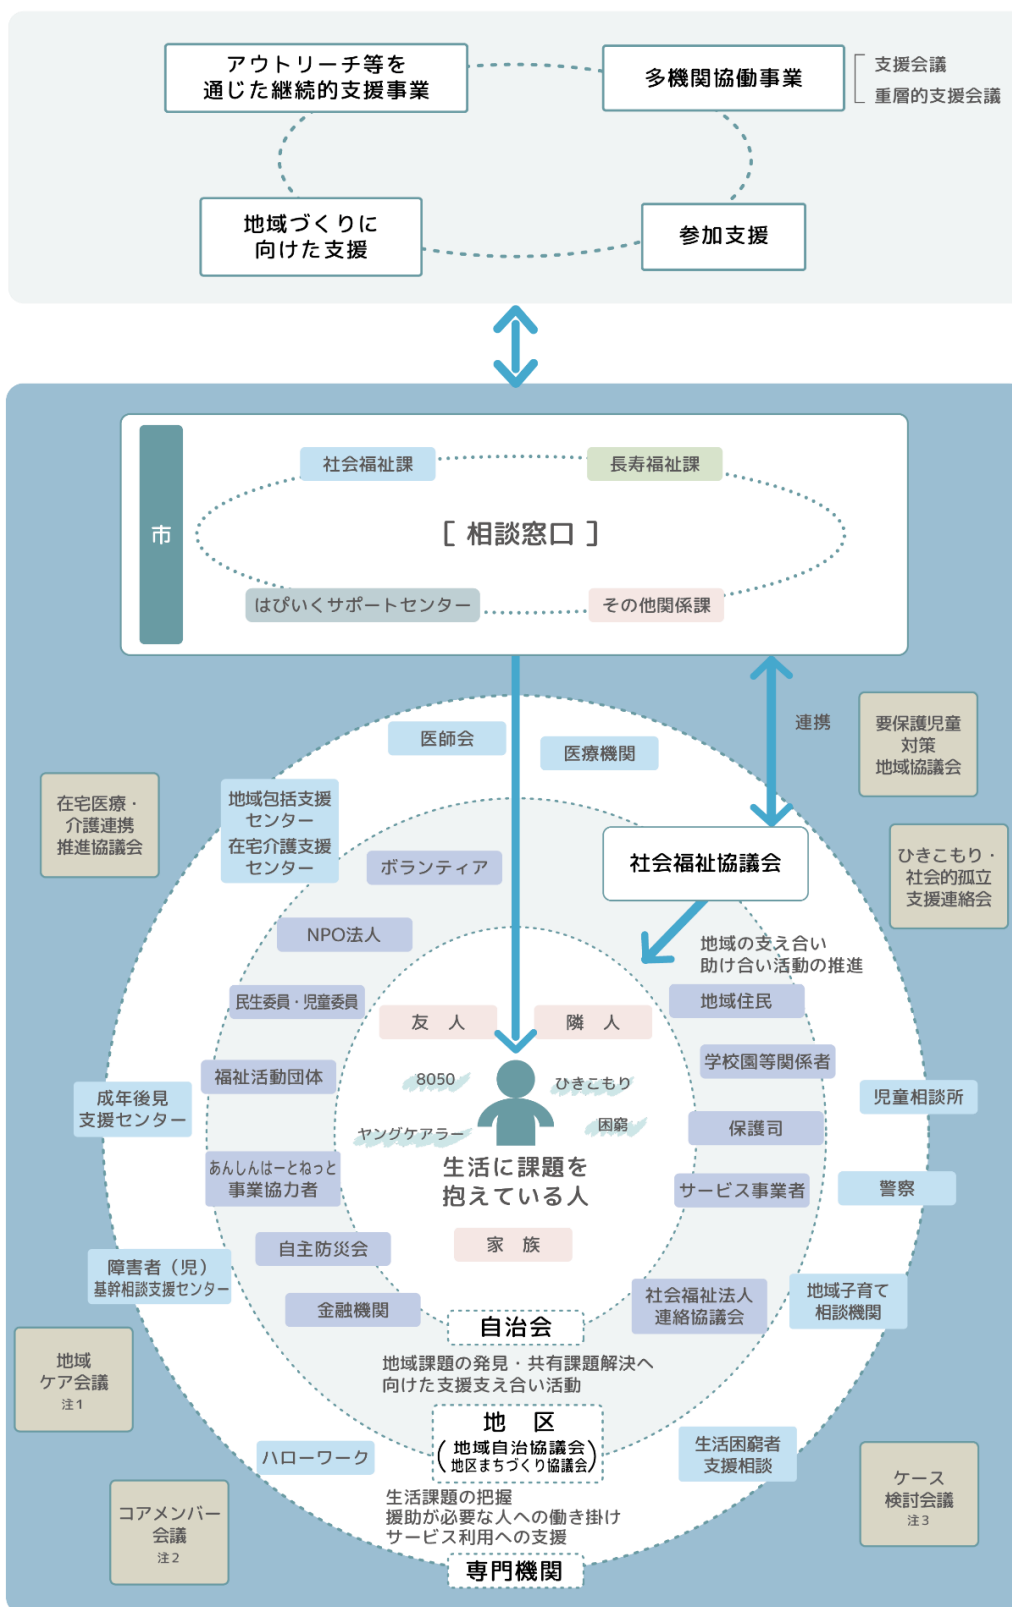 アウトリーチ等を
通じた継続的支援事業
多機関協働事業
支援会議
重層的支援会議
地域づくりに
向けた支援
参加支援
市
社会福祉課
長寿福祉課
［ 相談窓口 ］
はぴいくサポートセンター
その他関係課
連携
要保護児童
対策
地域協議会
医師会
医療機関
在宅医療・
介護連携
推進協議会
地域包括支援
センター
在宅介護支援
センター
ボランティア
社会福祉協議会
ひきこもり・
社会的孤立
支援連絡会
NPO法人
地域の支え合い
助け合い活動の推進
民生委員・児童委員
地域住民
友　人
隣　人
福祉活動団体
学校園等関係者
8050
ひきこもり
成年後見
支援センター
児童相談所
ヤングケアラー
困窮
保護司
生活に課題を
抱えている人
あんしんはーとねっと
事業協力者
サービス事業者
警察
家　族
自主防災会
障害者（児）
基幹相談支援センター
金融機関
社会福祉法人
連絡協議会
地域子育て
相談機関
自治会
地域課題の発見・共有課題解決へ
向けた支援支え合い活動
地域
ケア会議
注1
地　区
（地域自治協議会
地区まちづくり協議会）
ハローワーク
生活困窮者
支援相談
生活課題の把握
援助が必要な人への働き掛け
サービス利用への支援
コアメンバー
会議
注2
ケース
検討会議
注3
専門機関